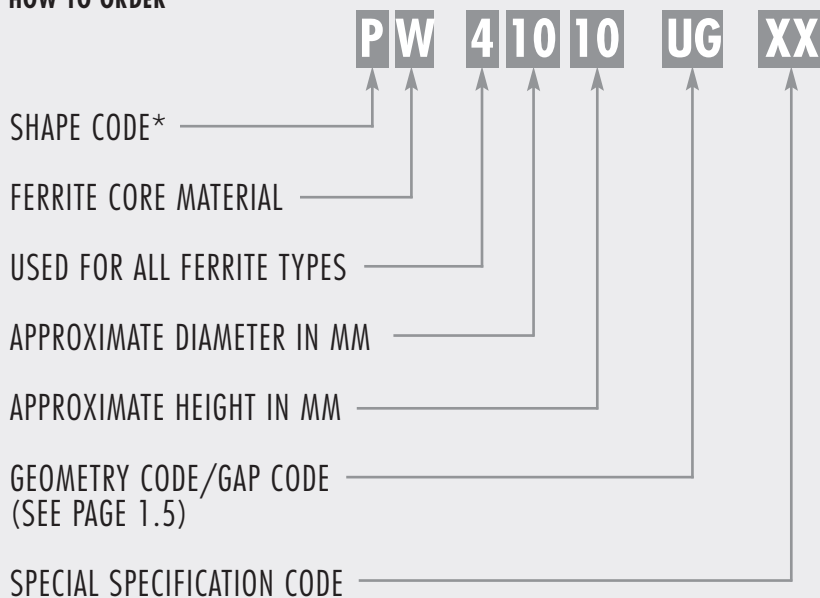 HOW TO ORDER
P W 4 10 10 UG XX
SHAPE CODE*
FERRITE CORE MATERIAL
USED FOR ALL FERRITE TYPES
APPROXIMATE DIAMETER IN MM
APPROXIMATE HEIGHT IN MM
GEOMETRY CODE/GAP CODE
(SEE PAGE 1.5)
SPECIAL SPECIFICATION CODE